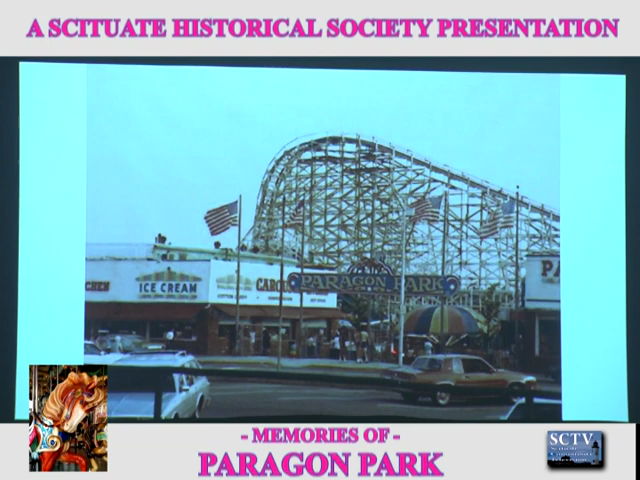 A SCITUATE HISTORICAL SOCIETY PRESENTATION
ICE CREAM
PARAGON PARK
- MEMORIES OF -
PARAGON PARK
SCTV